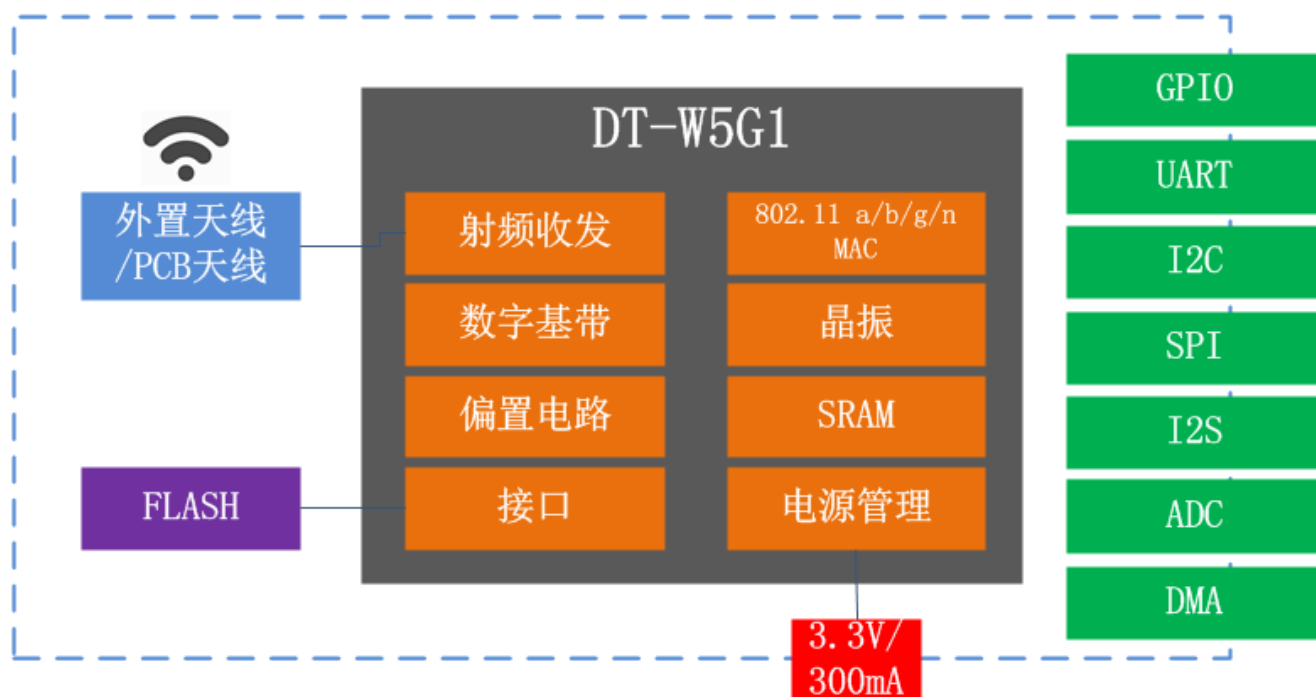 DT-W5G1
外置天线
/PCB天线
射频收发
802.11 a/b/g/n
MAC
数字基带
晶振
偏置电路
SRAM
FLASH
接口
电源管理
3.3V/
300mA
GPIO
UART
I2C
SPI
I2S
ADC
DMA